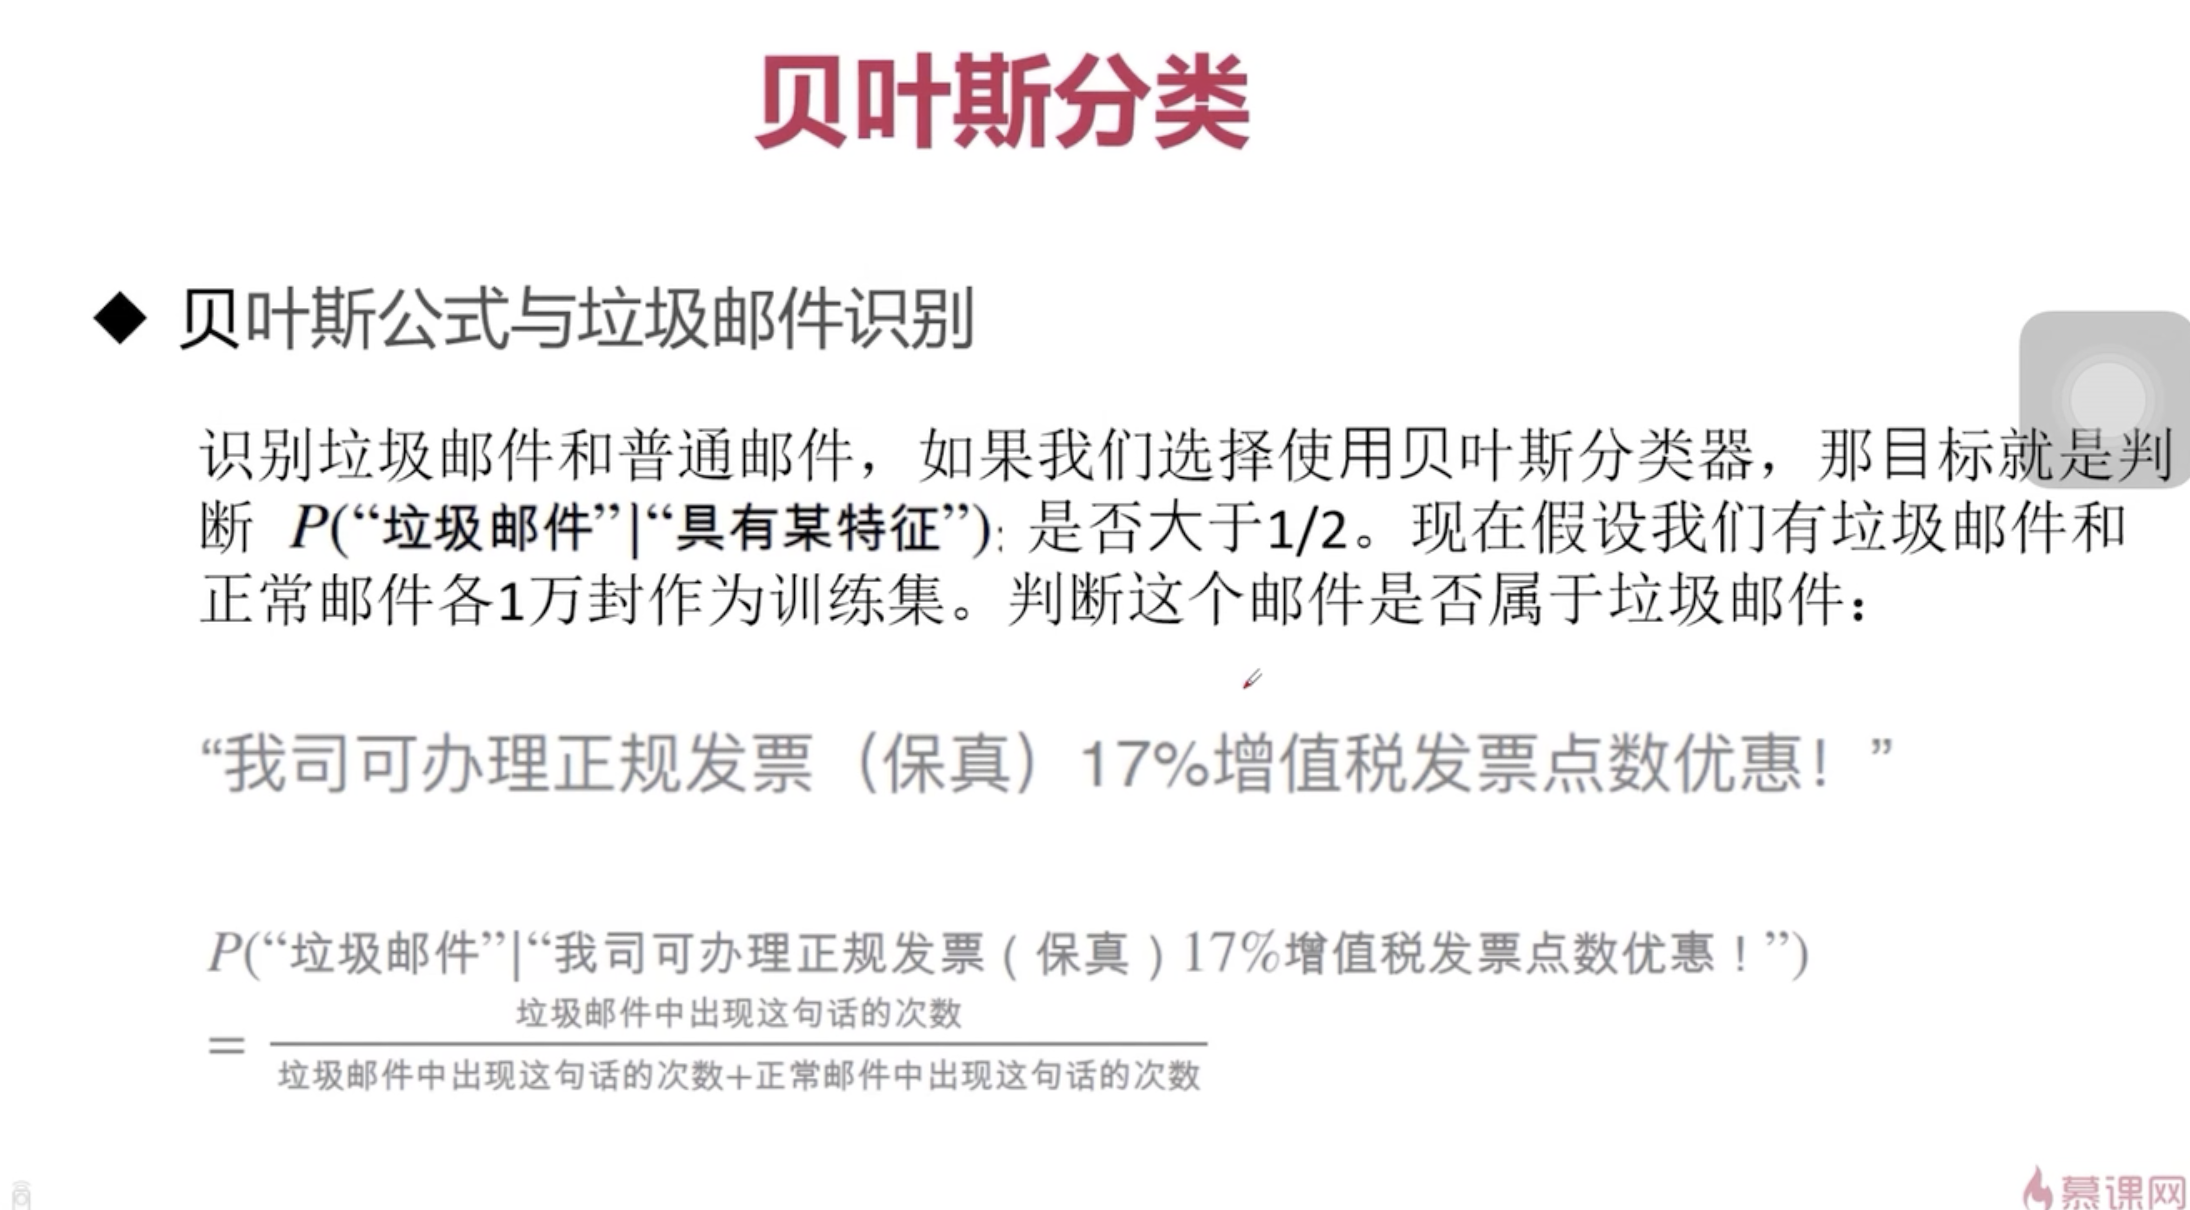 贝叶斯分类
◆ 贝叶斯公式与垃圾邮件识别
识别垃圾邮件和普通邮件，如果我们选择使用贝叶斯分类器，那目标就是判
断 P(“垃圾邮件”|“具有某特征”); 是否大于1/2。现在假设我们有垃圾邮件和
正常邮件各1万封作为训练集。判断这个邮件是否属于垃圾邮件：
“我司可办理正规发票（保真）17%增值税发票点数优惠！”
P(“垃圾邮件”|“我司可办理正规发票（保真）17%增值税发票点数优惠！”)
垃圾邮件中出现这句话的次数
=
垃圾邮件中出现这句话的次数+正常邮件中出现这句话的次数
慕课网